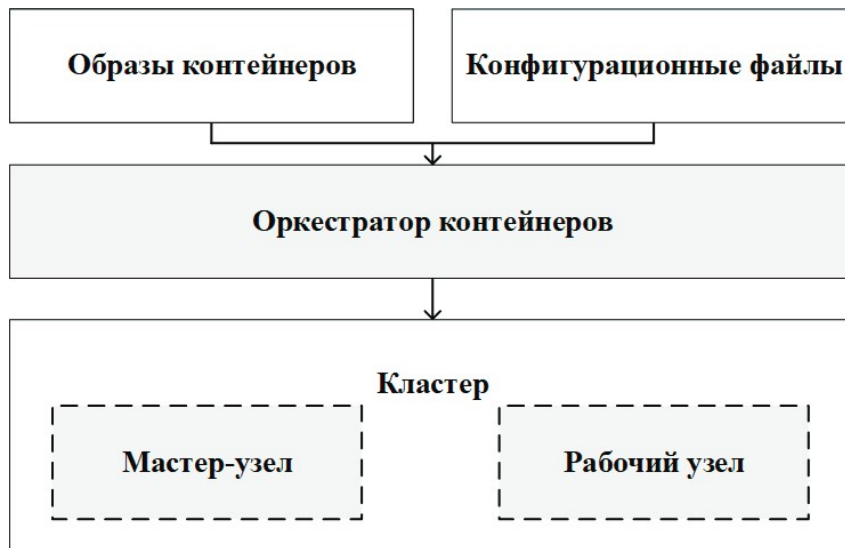 Образы контейнеров
Конфигурационные файлы
Оркестратор контейнеров
Кластер
Мастер-узел
Рабочий узел